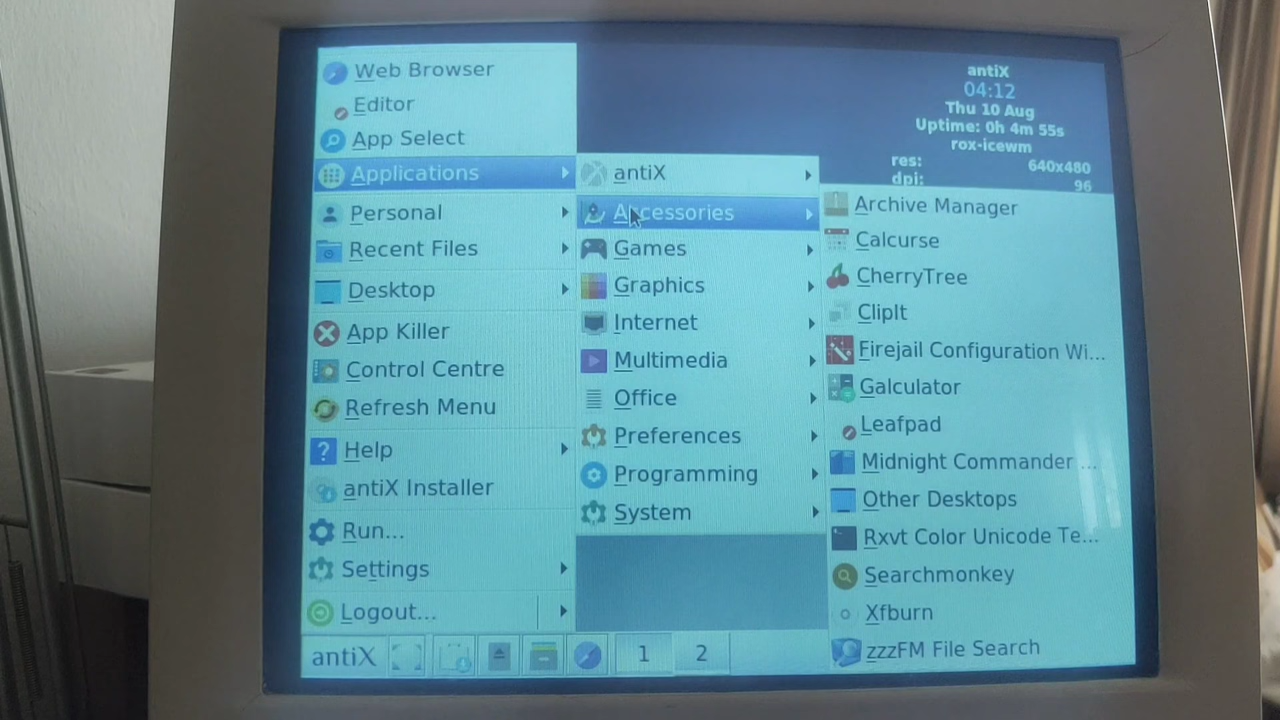 Web Browser
Editor
App Select
Applications
Personal
Recent Files
Desktop
App Killer
Control Centre
Refresh Menu
Help
antiX Installer
Run...
Settings
Logout...
antiX
Accessories
Games
Graphics
Internet
Multimedia
Office
Preferences
Programming
System
antiX
04:12
Thu 10 Aug
Uptime: 0h 4m 55s
rox-icewm
res: 640x480
dpi: 96
Archive Manager
Calcurse
CherryTree
ClipIt
Firejail Configuration Wi...
Galculator
Leafpad
Midnight Commander ...
Other Desktops
Rxvt Color Unicode Te...
Searchmonkey
Xfburn
zzzFM File Search
antiX
1 2